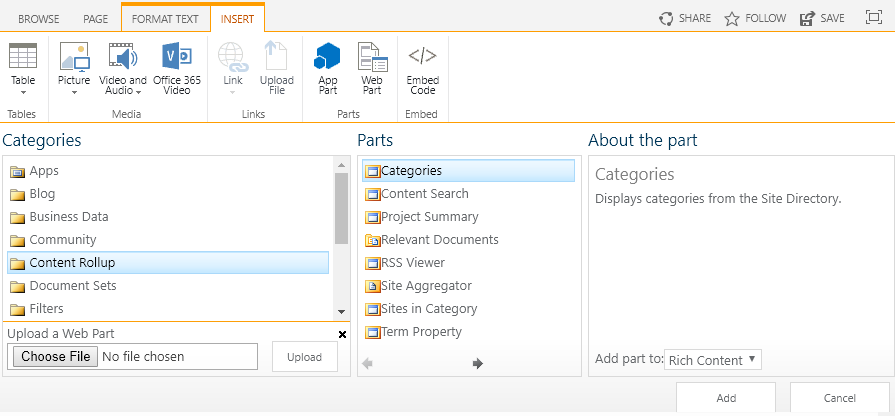 BROWSE PAGE FORMAT TEXT INSERT SHARE FOLLOW SAVE
Table Picture Video and Audio Office 365 Video Link Upload File App Part Web Part Embed Code
Tables Media Links Parts Embed
Categories Parts About the part
Apps
Blog
Business Data
Community
Content Rollup
Document Sets
Filters
Upload a Web Part
Choose File No file chosen Upload
Categories
Content Search
Project Summary
Relevant Documents
RSS Viewer
Site Aggregator
Sites in Category
Term Property
Categories
Displays categories from the Site Directory.
Add part to: Rich Content
Add Cancel